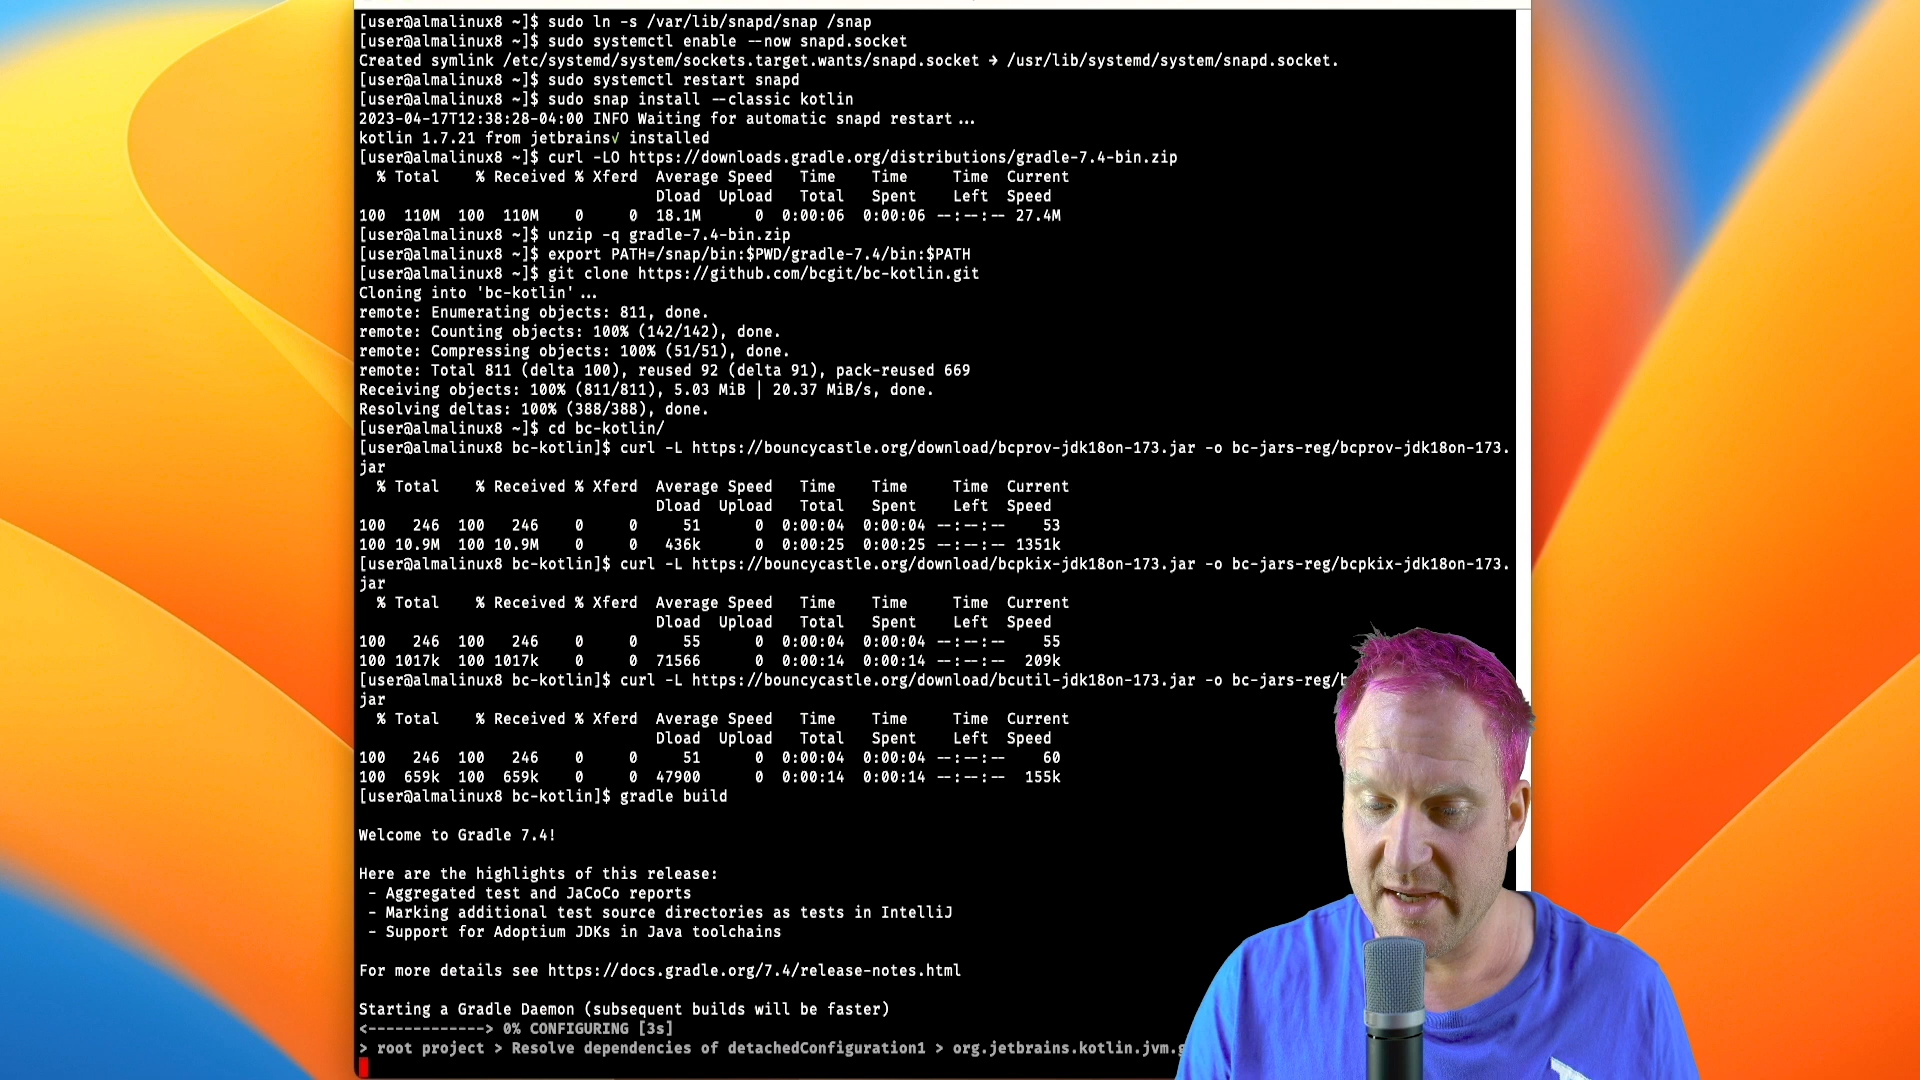 [user@almalinux8 ~]$ sudo ln -s /var/lib/snapd/snap /snap
[user@almalinux8 ~]$ sudo systemctl enable --now snapd.socket
Created symlink /etc/systemd/system/sockets.target.wants/snapd.socket → /usr/lib/systemd/system/snapd.socket.
[user@almalinux8 ~]$ sudo systemctl restart snapd
[user@almalinux8 ~]$ sudo snap install --classic kotlin
2023-04-17T12:38:28-04:00 INFO Waiting for automatic snapd restart...
kotlin 1.7.21 from jetbrains✓ installed
[user@almalinux8 ~]$ curl -LO https://downloads.gradle.org/distributions/gradle-7.4-bin.zip
% Total % Received % Xferd Average Speed Time Time Time Current
Dload Upload Total Spent Left Speed
100 110M 100 110M 0 0 18.1M 0 0:00:06 0:00:06 --:--:-- 27.4M
[user@almalinux8 ~]$ unzip -q gradle-7.4-bin.zip
[user@almalinux8 ~]$ export PATH=/snap/bin:$PWD/gradle-7.4/bin:$PATH
[user@almalinux8 ~]$ git clone https://github.com/bcgit/bc-kotlin.git
Cloning into 'bc-kotlin'...
remote: Enumerating objects: 811, done.
remote: Counting objects: 100% (142/142), done.
remote: Compressing objects: 100% (51/51), done.
remote: Total 811 (delta 100), reused 92 (delta 91), pack-reused 669
Receiving objects: 100% (811/811), 5.03 MiB | 20.37 MiB/s, done.
Resolving deltas: 100% (388/388), done.
[user@almalinux8 ~]$ cd bc-kotlin/
[user@almalinux8 bc-kotlin]$ curl -L https://bouncycastle.org/download/bcprov-jdk18on-173.jar -o bc-jars-reg/bcprov-jdk18on-173.
jar
% Total % Received % Xferd Average Speed Time Time Time Current
Dload Upload Total Spent Left Speed
100 246 100 246 0 0 51 0 0:00:04 0:00:04 --:--:-- 53
100 10.9M 100 10.9M 0 0 436k 0 0:00:25 0:00:25 --:--:-- 1351k
[user@almalinux8 bc-kotlin]$ curl -L https://bouncycastle.org/download/bcpkix-jdk18on-173.jar -o bc-jars-reg/bcpkix-jdk18on-173.
jar
% Total % Received % Xferd Average Speed Time Time Time Current
Dload Upload Total Spent Left Speed
100 246 100 246 0 0 55 0 0:00:04 0:00:04 --:--:-- 55
100 1017k 100 1017k 0 0 71566 0 0:00:14 0:00:14 --:--:-- 209k
[user@almalinux8 bc-kotlin]$ curl -L https://bouncycastle.org/download/bcutil-jdk18on-173.jar -o bc-jars-reg/
jar
% Total % Received % Xferd Average Speed Time Time Time Current
Dload Upload Total Spent Left Speed
100 246 100 246 0 0 51 0 0:00:04 0:00:04 --:--:-- 60
100 659k 100 659k 0 0 47900 0 0:00:14 0:00:14 --:--:-- 155k
[user@almalinux8 bc-kotlin]$ gradle build
Welcome to Gradle 7.4!
Here are the highlights of this release:
- Aggregated test and JaCoCo reports
- Marking additional test source directories as tests in IntelliJ
- Support for Adoptium JDKs in Java toolchains
For more details see https://docs.gradle.org/7.4/release-notes.html
Starting a Gradle Daemon (subsequent builds will be faster)
<-------------> 0% CONFIGURING [3s]
> root project > Resolve dependencies of detachedConfiguration1 > org.jetbrains.kotlin.jvm.